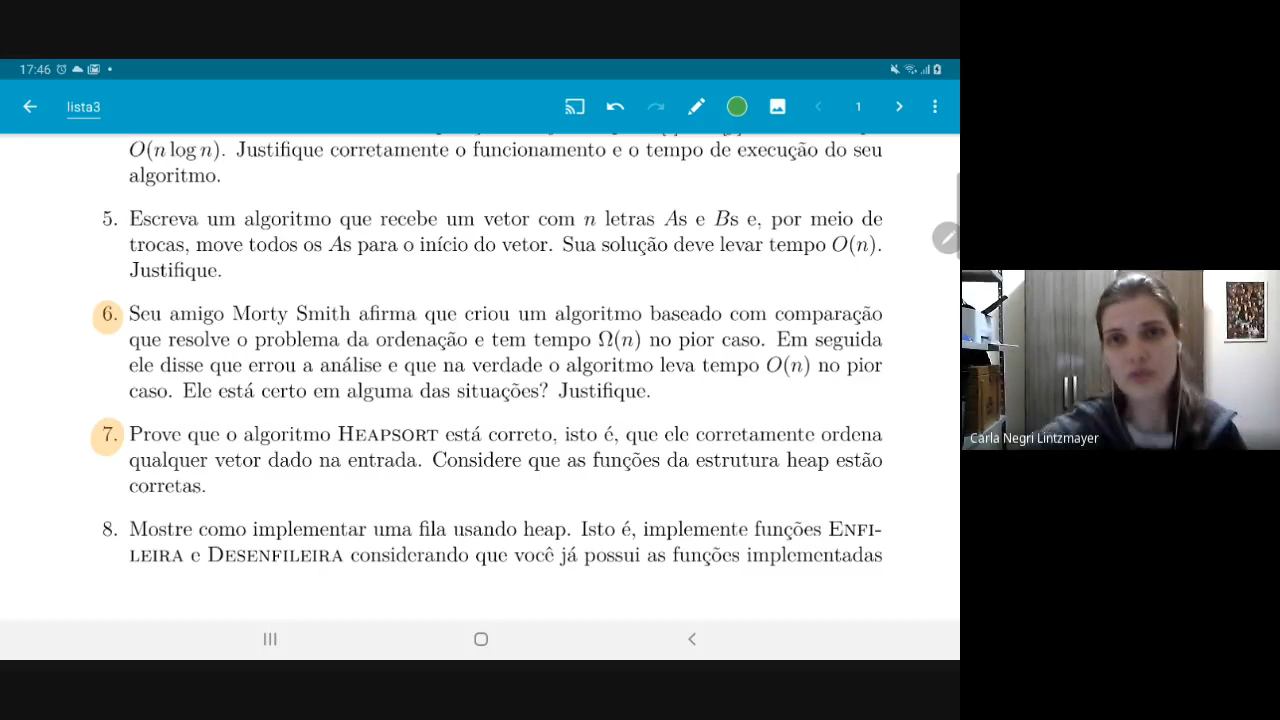 17:46
lista3
1
O(n log n). Justifique corretamente o funcionamento e o tempo de execução do seu
algoritmo.
5. Escreva um algoritmo que recebe um vetor com n letras As e Bs e, por meio de
trocas, move todos os As para o início do vetor. Sua solução deve levar tempo O(n).
Justifique.
6. Seu amigo Morty Smith afirma que criou um algoritmo baseado com comparação
que resolve o problema da ordenação e tem tempo Ω(n) no pior caso. Em seguida
ele disse que errou a análise e que na verdade o algoritmo leva tempo O(n) no pior
caso. Ele está certo em alguma das situações? Justifique.
7. Prove que o algoritmo HEAPSORT está correto, isto é, que ele corretamente ordena
qualquer vetor dado na entrada. Considere que as funções da estrutura heap estão
corretas.
8. Mostre como implementar uma fila usando heap. Isto é, implemente funções ENFI-
LEIRA e DESENFILEIRA considerando que você já possui as funções implementadas
Carla Negri Lintzmayer